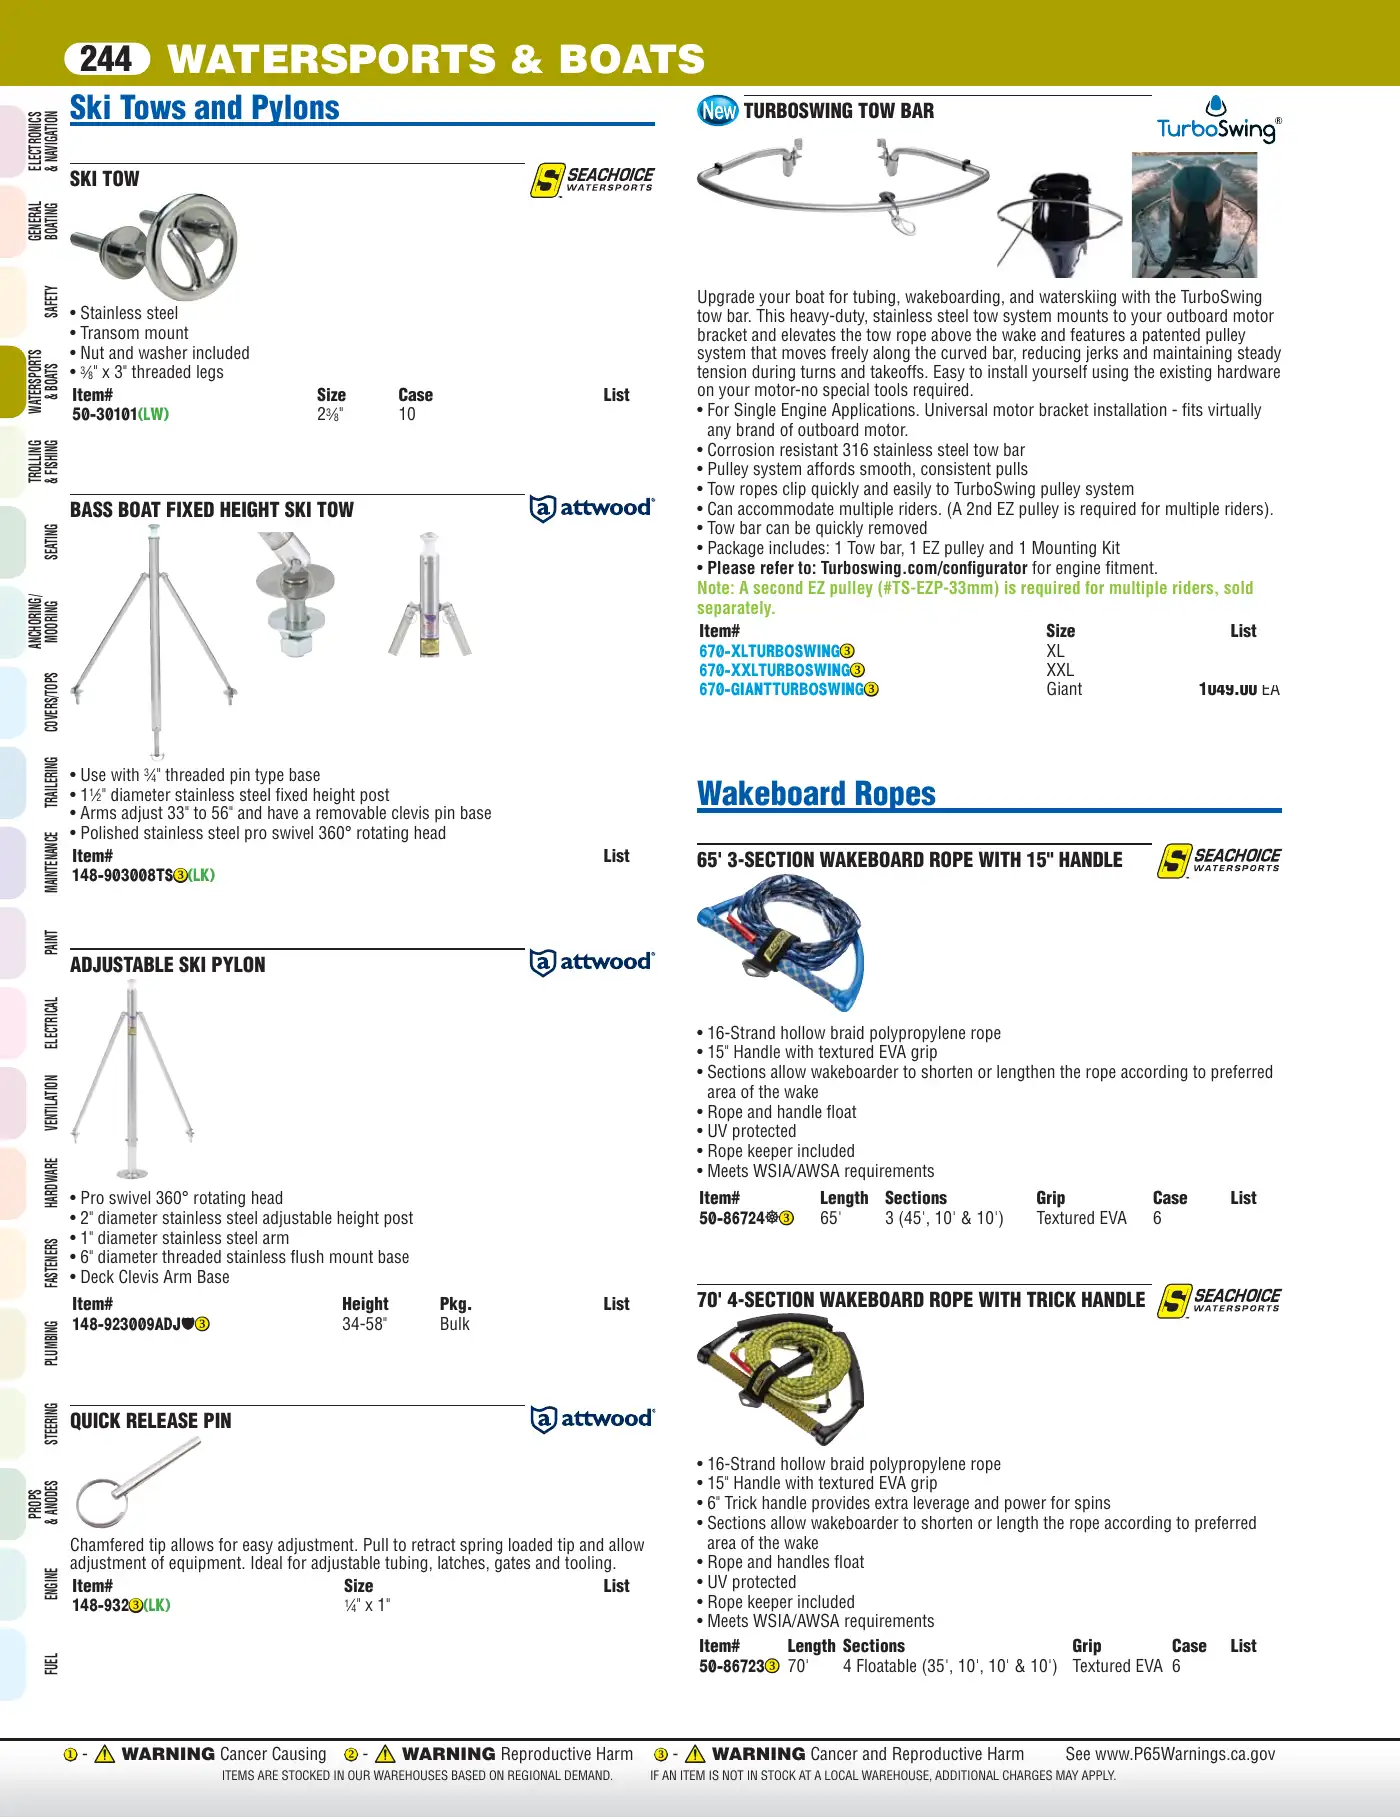 244 WATERSPORTS & BOATS
ELECTRONICS
& NAVIGATION
GENERAL
BOATING
SAFETY
WATERSPORTS
& BOATS
TROLLING
& FISHING
SEATING
ANCHORING/
MOORING
COVERS/TOPS
TRAILERING
MAINTENANCE
PAINT
ELECTRICAL
VENTILATION
HARDWARE
FASTENERS
PLUMBING
STEERING
PROPS
& ANODES
ENGINE
FUEL
Ski Tows and Pylons
SKI TOW
SEACHOICE
WATERSPORTS
• Stainless steel
• Transom mount
• Nut and washer included
• ⅜" x 3" threaded legs
Item# Size Case List
50-30101(LW) 2⅜" 10
BASS BOAT FIXED HEIGHT SKI TOW
attwood®
• Use with ¾" threaded pin type base
• 1½" diameter stainless steel fixed height post
• Arms adjust 33" to 56" and have a removable clevis pin base
• Polished stainless steel pro swivel 360° rotating head
Item# List
148-903008TS③(LK)
ADJUSTABLE SKI PYLON
attwood®
• Pro swivel 360° rotating head
• 2" diameter stainless steel adjustable height post
• 1" diameter stainless steel arm
• 6" diameter threaded stainless flush mount base
• Deck Clevis Arm Base
Item# Height Pkg. List
148-923009ADJ③ 34-58" Bulk
QUICK RELEASE PIN
attwood®
Chamfered tip allows for easy adjustment. Pull to retract spring loaded tip and allow
adjustment of equipment. Ideal for adjustable tubing, latches, gates and tooling.
Item# Size List
148-932③(LK) ¼" x 1"
New TURBOSWING TOW BAR
TurboSwing®
Upgrade your boat for tubing, wakeboarding, and waterskiing with the TurboSwing
tow bar. This heavy-duty, stainless steel tow system mounts to your outboard motor
bracket and elevates the tow rope above the wake and features a patented pulley
system that moves freely along the curved bar, reducing jerks and maintaining steady
tension during turns and takeoffs. Easy to install yourself using the existing hardware
on your motor-no special tools required.
• For Single Engine Applications. Universal motor bracket installation - fits virtually
any brand of outboard motor.
• Corrosion resistant 316 stainless steel tow bar
• Pulley system affords smooth, consistent pulls
• Tow ropes clip quickly and easily to TurboSwing pulley system
• Can accommodate multiple riders. (A 2nd EZ pulley is required for multiple riders).
• Tow bar can be quickly removed
• Package includes: 1 Tow bar, 1 EZ pulley and 1 Mounting Kit
• Please refer to: Turboswing.com/configurator for engine fitment.
Note: A second EZ pulley (#TS-EZP-33mm) is required for multiple riders, sold
separately.
Item# Size List
670-XLTURBOSWING③ XL
670-XXLTURBOSWING③ XXL
670-GIANTTURBOSWING③ Giant 1049.00 EA
Wakeboard Ropes
65' 3-SECTION WAKEBOARD ROPE WITH 15" HANDLE
SEACHOICE
WATERSPORTS
• 16-Strand hollow braid polypropylene rope
• 15" Handle with textured EVA grip
• Sections allow wakeboarder to shorten or lengthen the rope according to preferred
area of the wake
• Rope and handle float
• UV protected
• Rope keeper included
• Meets WSIA/AWSA requirements
Item# Length Sections Grip Case List
50-86724③ 65' 3 (45', 10' & 10') Textured EVA 6
70' 4-SECTION WAKEBOARD ROPE WITH TRICK HANDLE
SEACHOICE
WATERSPORTS
• 16-Strand hollow braid polypropylene rope
• 15" Handle with textured EVA grip
• 6" Trick handle provides extra leverage and power for spins
• Sections allow wakeboarder to shorten or length the rope according to preferred
area of the wake
• Rope and handles float
• UV protected
• Rope keeper included
• Meets WSIA/AWSA requirements
Item# Length Sections Grip Case List
50-86723③ 70' 4 Floatable (35', 10', 10' & 10') Textured EVA 6
① - WARNING Cancer Causing ② - WARNING Reproductive Harm ③ - WARNING Cancer and Reproductive Harm See www.P65Warnings.ca.gov
ITEMS ARE STOCKED IN OUR WAREHOUSES BASED ON REGIONAL DEMAND. IF AN ITEM IS NOT IN STOCK AT A LOCAL WAREHOUSE, ADDITIONAL CHARGES MAY APPLY.